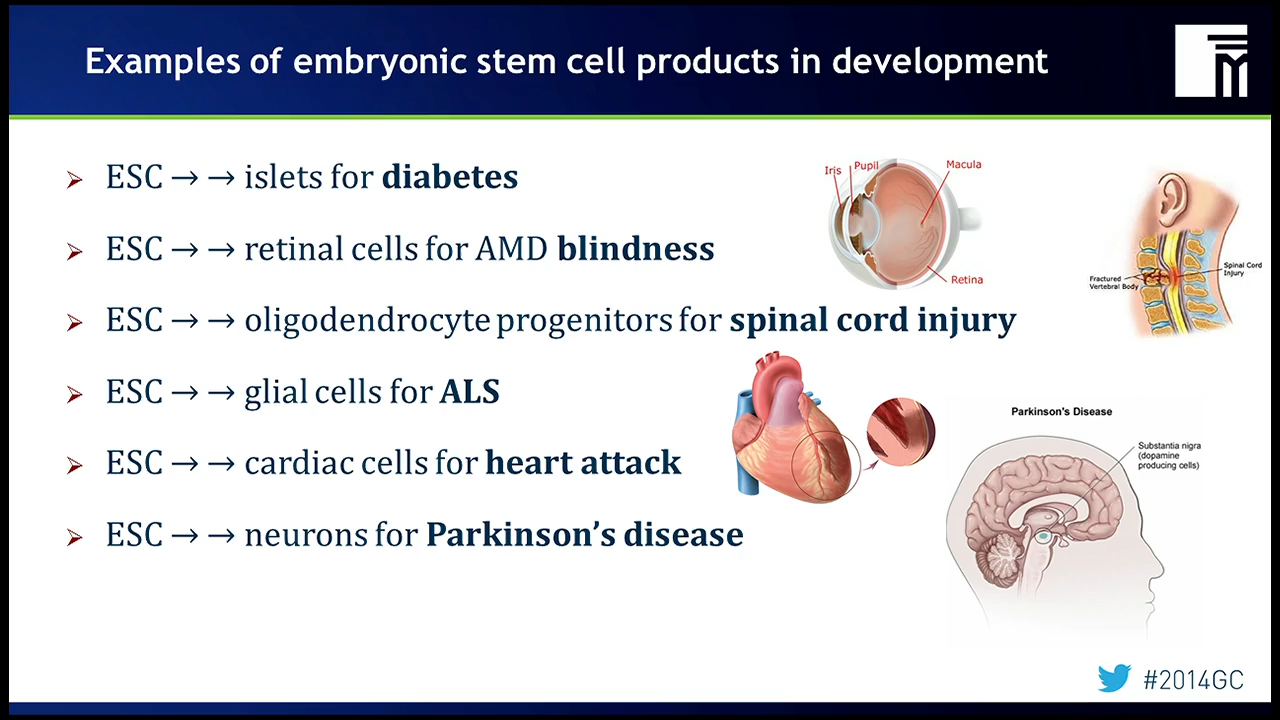 Examples of embryonic stem cell products in development
ESC → → islets for diabetes
ESC → → retinal cells for AMD blindness
ESC → → oligodendrocyte progenitors for spinal cord injury
ESC → → glial cells for ALS
ESC → → cardiac cells for heart attack
ESC → → neurons for Parkinson’s disease
Iris
Pupil
Macula
Retina
Fractured
Vertebral Body
Spinal Cord
Injury
Parkinson's Disease
Substantia nigra
(dopamine
producing cells)
#2014GC